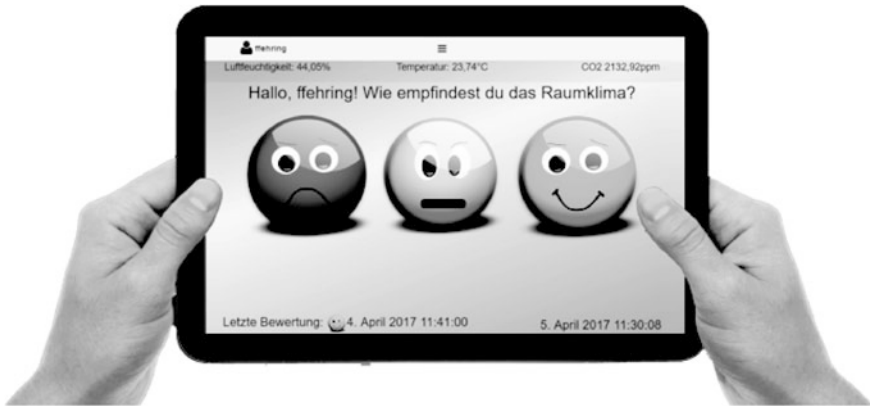 ffehring
Luftfeuchtigkeit: 44,05% Temperatur: 23,74°C CO2 2132,92ppm
Hallo, ffehring! Wie empfindest du das Raumklima?
Letzte Bewertung: 4. April 2017 11:41:00 5. April 2017 11:30:08